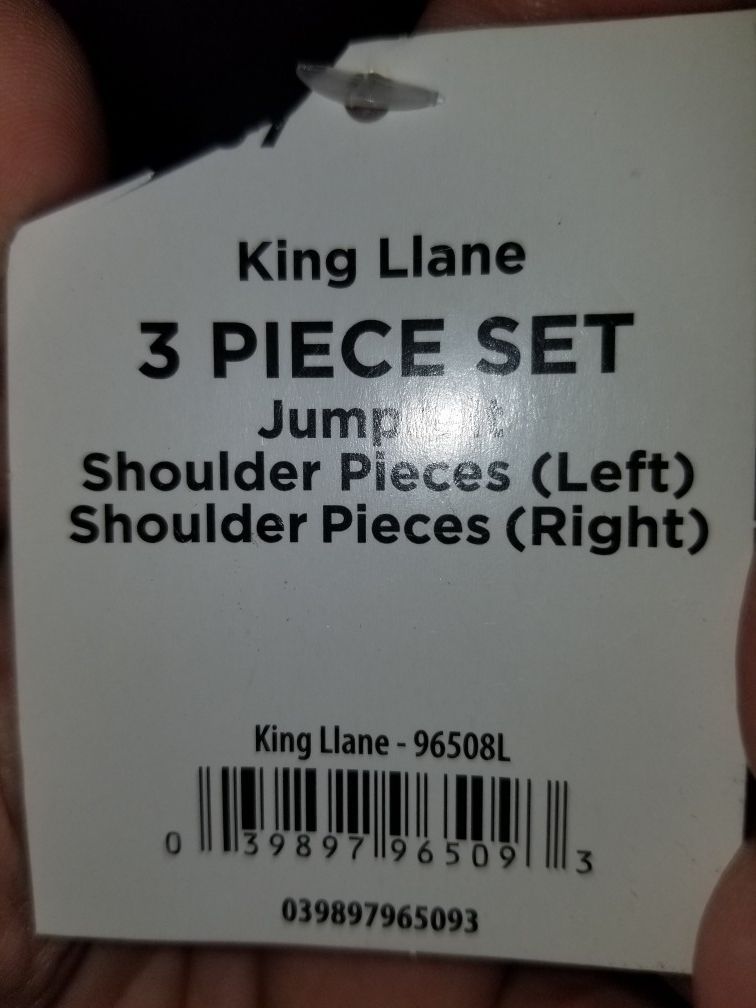 King Llane
3 PIECE SET
Shoulder Pieces (Left)
Shoulder Pieces (Right)
King Llane - 96508L
0 39897 96509 3
039897965093